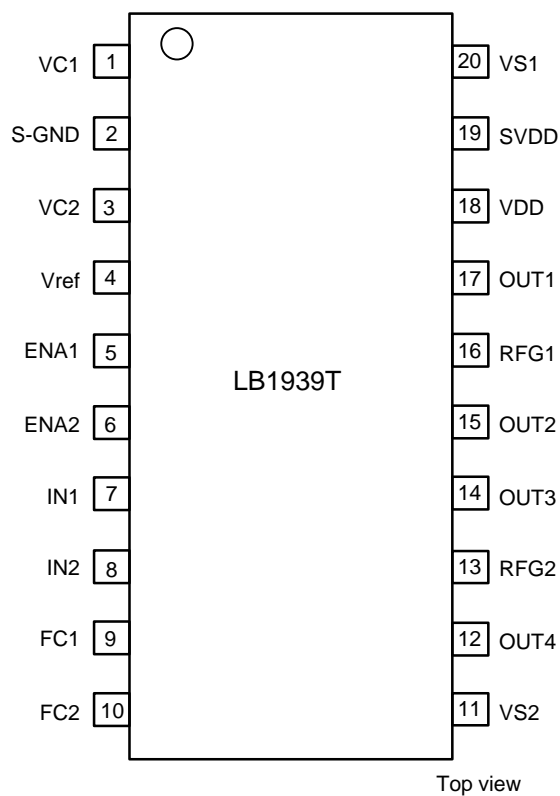 VC1 1 20 VS1
S-GND 2 19 SVDD
VC2 3 18 VDD
Vref 4 17 OUT1
ENA1 5 16 RFG1
LB1939T
ENA2 6 15 OUT2
IN1 7 14 OUT3
IN2 8 13 RFG2
FC1 9 12 OUT4
FC2 10 11 VS2
Top view